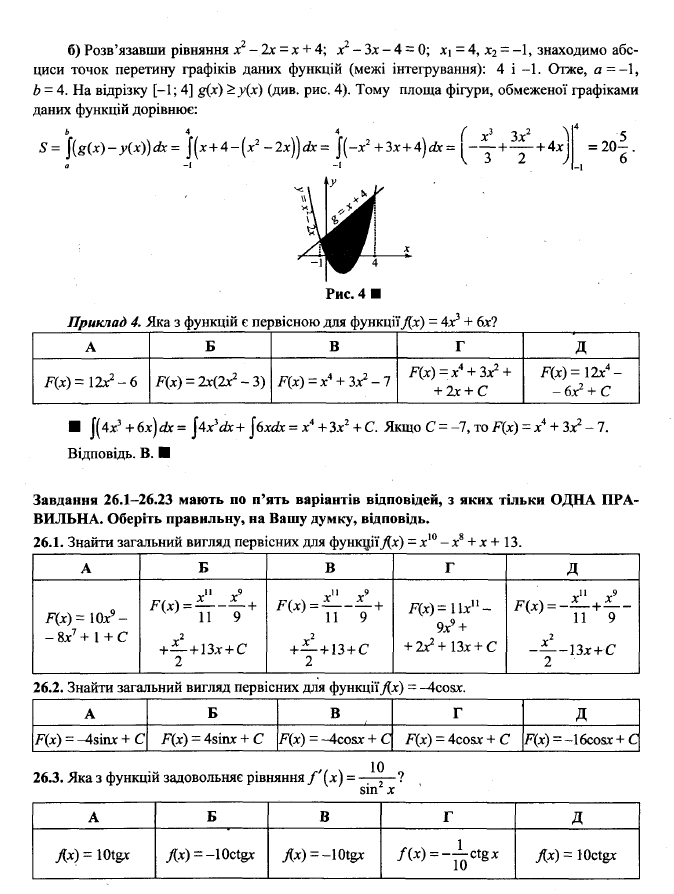 б) Розв’язавши рівняння x² – 2x = x + 4; x² – 3x – 4 = 0; x₁ = 4, x₂ = –1, знаходимо абс-
циси точок перетину графіків даних функцій (межі інтегрування): 4 і –1. Отже, a = –1,
b = 4. На відрізку [–1; 4] g(x) ≥ y(x) (див. рис. 4). Тому площа фігури, обмеженої графіками
даних функцій дорівнює:
S = ∫ₐᵇ(g(x) – y(x))dx = ∫₋₁⁴(x + 4 – (x² – 2x))dx = ∫₋₁⁴(–x² + 3x + 4)dx = (–x³/3 + 3x²/2 + 4x)|₋₁⁴ = 20 5/6.
y = x² – 2x
g = x + 4
y
x
–1
4
Рис. 4 ■
Приклад 4. Яка з функцій є первісною для функції f(x) = 4x³ + 6x?
А Б В Г Д
F(x) = 12x² – 6 F(x) = 2x(2x² – 3) F(x) = x⁴ + 3x² – 7 F(x) = x⁴ + 3x² + + 2x + C F(x) = 12x⁴ – – 6x² + C
■ ∫(4x³ + 6x)dx = ∫4x³dx + ∫6xdx = x⁴ + 3x² + C. Якщо C = –7, то F(x) = x⁴ + 3x² – 7.
Відповідь. В. ■
Завдання 26.1–26.23 мають по п’ять варіантів відповідей, з яких тільки ОДНА ПРА-
ВИЛЬНА. Оберіть правильну, на Вашу думку, відповідь.
26.1. Знайти загальний вигляд первісних для функції f(x) = x¹⁰ – x⁸ + x + 13.
А Б В Г Д
F(x) = 10x⁹ – – 8x⁷ + 1 + C F(x) = x¹¹/11 – x⁹/9 + + x²/2 + 13x + C F(x) = x¹¹/11 – x⁹/9 + + x²/2 + 13 + C F(x) = 11x¹¹ – 9x⁹ + + 2x² + 13x + C F(x) = –x¹¹/11 + x⁹/9 – – x²/2 – 13x + C
26.2. Знайти загальний вигляд первісних для функції f(x) = –4cosx.
А Б В Г Д
F(x) = –4sinx + C F(x) = 4sinx + C F(x) = –4cosx + C F(x) = 4cosx + C F(x) = –16cosx + C
26.3. Яка з функцій задовольняє рівняння f′(x) = 10/sin² x?
А Б В Г Д
f(x) = 10tgx f(x) = –10ctgx f(x) = –10tgx f(x) = –1/10 ctg x f(x) = 10ctgx